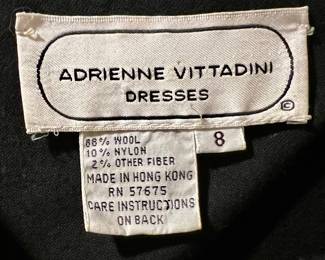 ADRIENNE VITTADINI
DRESSES
©
88% WOOL
10% NYLON
2% OTHER FIBER
8
MADE IN HONG KONG
RN 57675
CARE INSTRUCTIONS
ON BACK